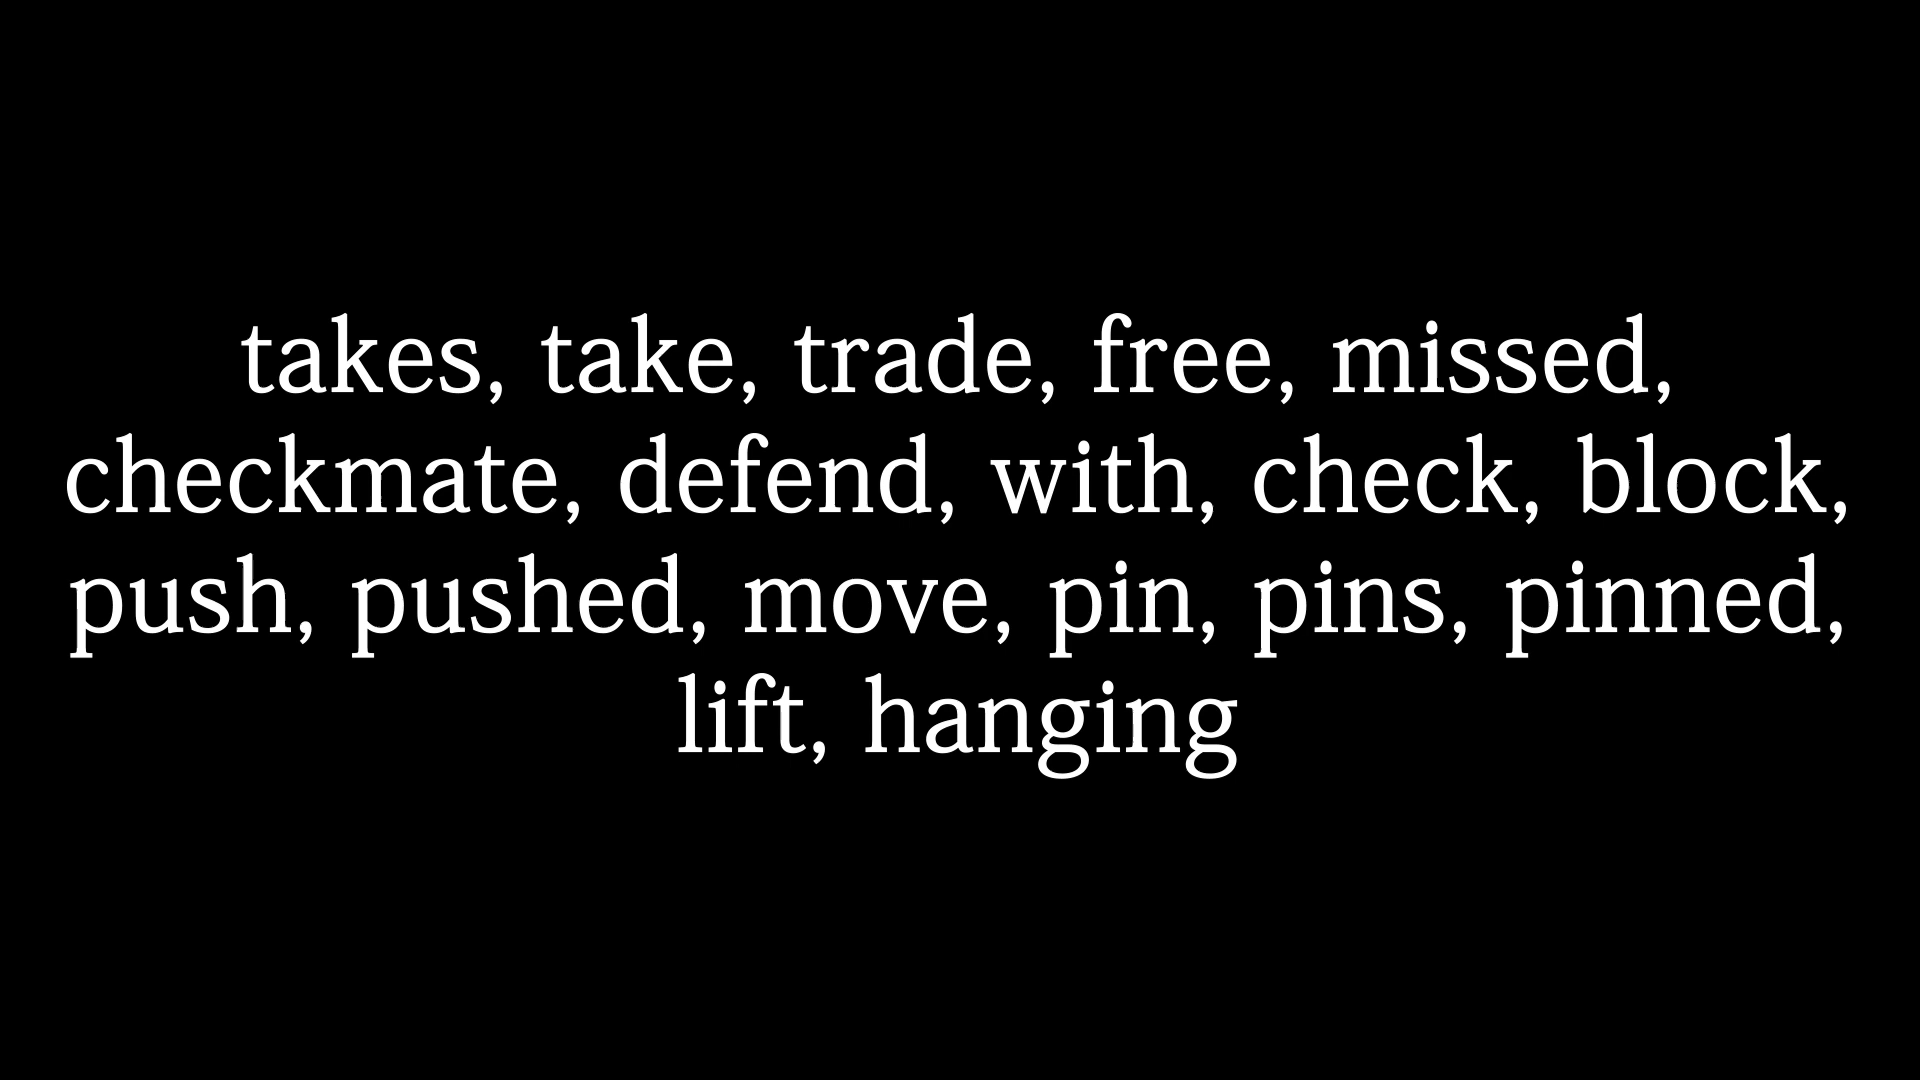 takes, take, trade, free, missed,
checkmate, defend, with, check, block,
push, pushed, move, pin, pins, pinned,
lift, hanging